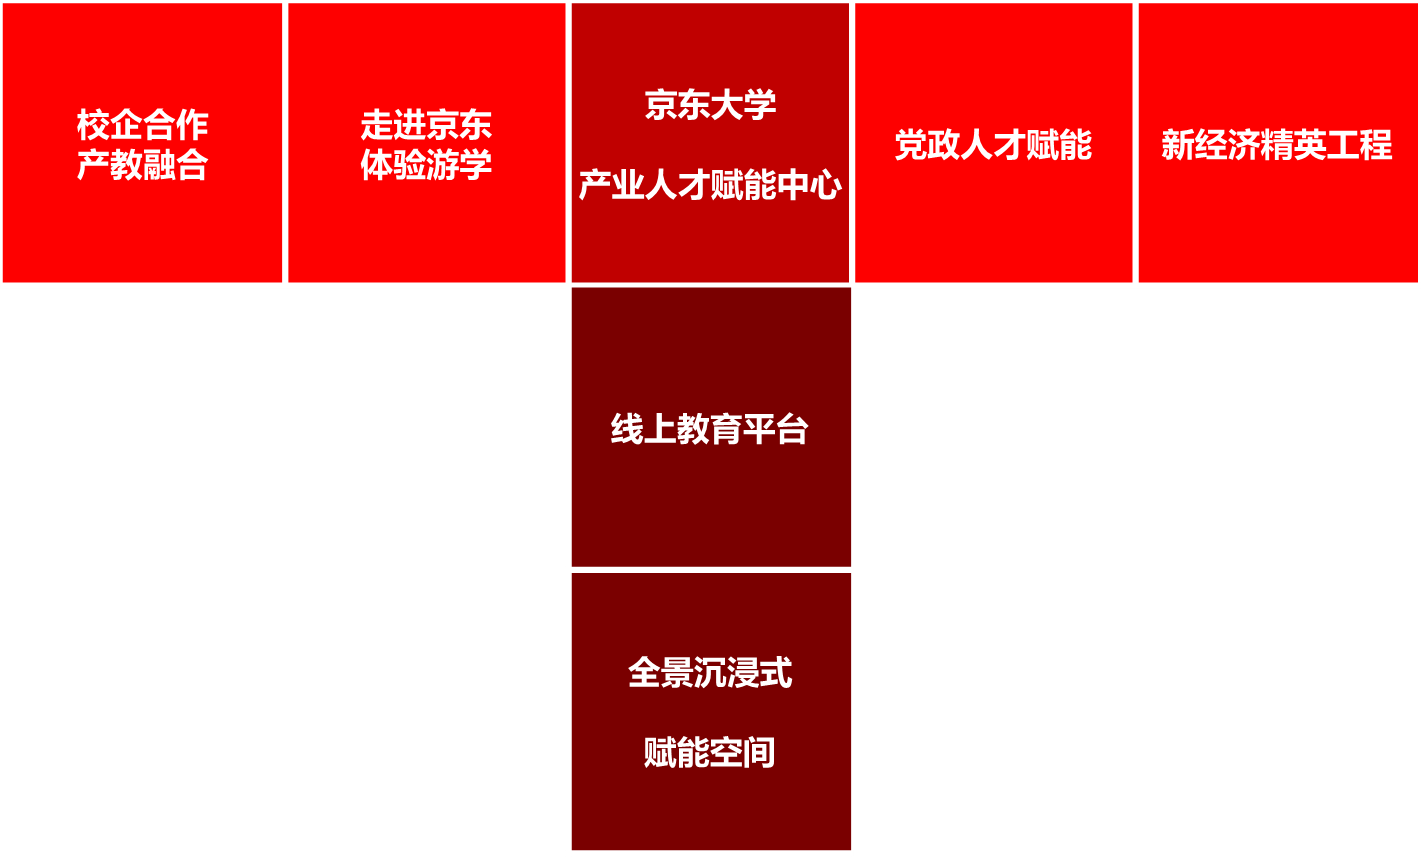 校企合作
产教融合
走进京东
体验游学
京东大学
产业人才赋能中心
党政人才赋能
新经济精英工程
线上教育平台
全景沉浸式
赋能空间